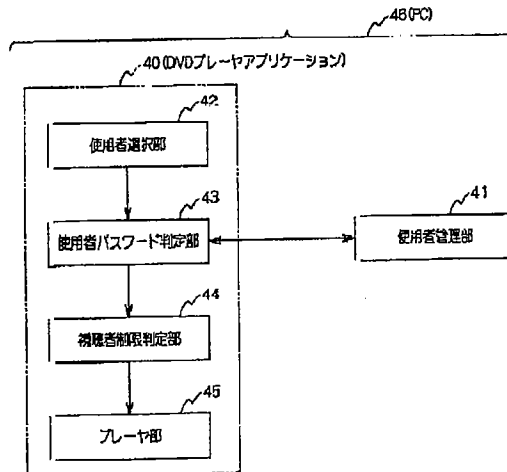 46(PC)
40(DVDプレーヤアプリケーション)
42
使用者選択部
43
使用者パスワード判定部
41
使用者管理部
44
視聴者制限判定部
45
プレーヤ部